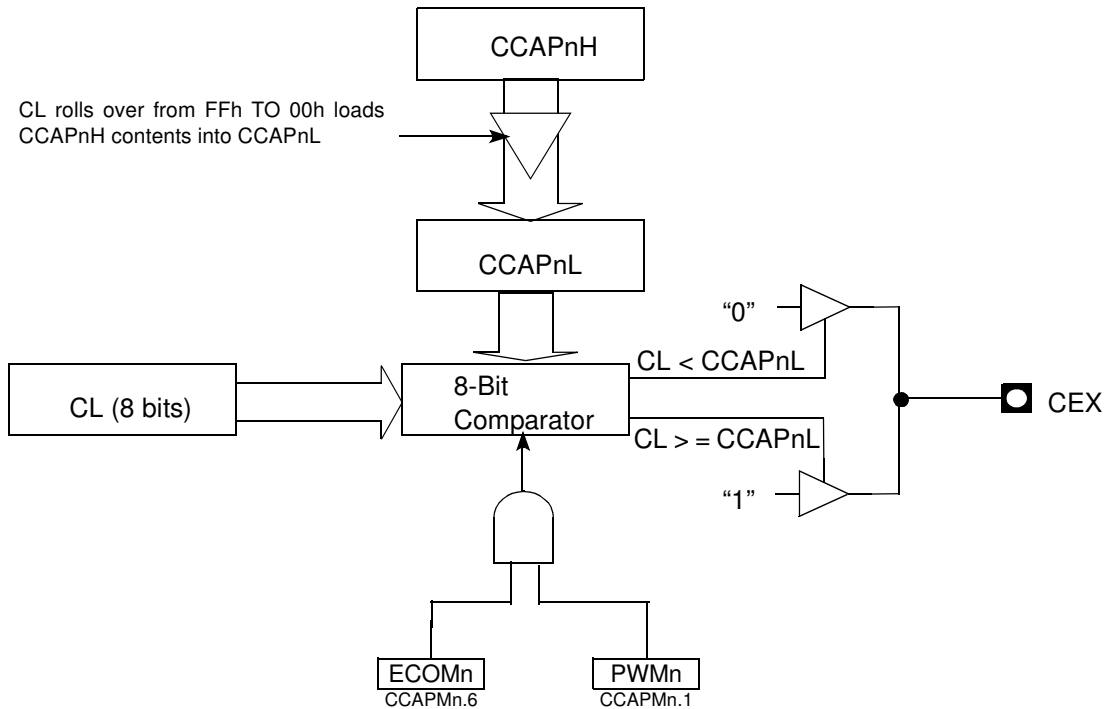 CCAPnH
CL rolls over from FFh TO 00h loads
CCAPnH contents into CCAPnL
CCAPnL
“0”
CL < CCAPnL
CL (8 bits)
8-Bit
Comparator
CEX
CL > = CCAPnL
“1”
ECOMn
CCAPMn.6
PWMn
CCAPMn.1